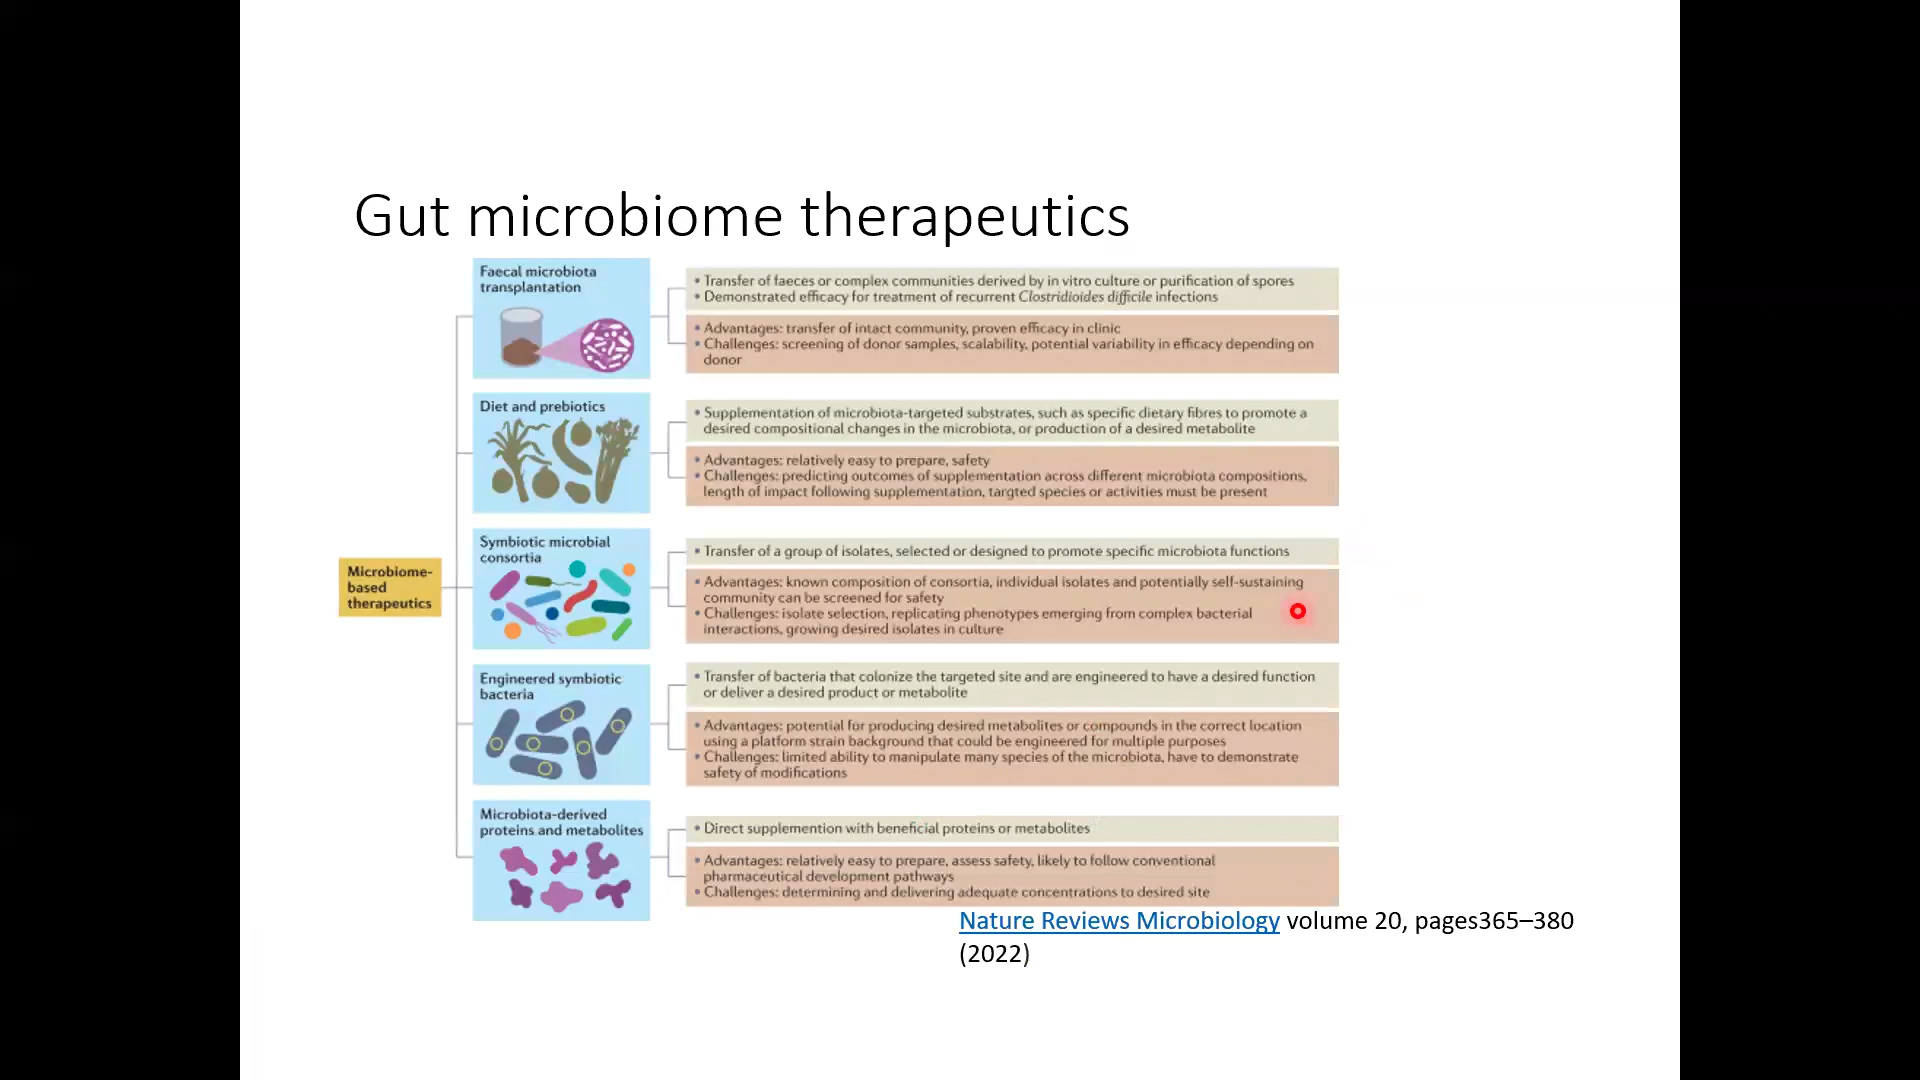 Gut microbiome therapeutics
Faecal microbiota
transplantation
• Transfer of faeces or complex communities derived by in vitro culture or purification of spores
• Demonstrated efficacy for treatment of recurrent Clostridioides difficile infections
• Advantages: transfer of intact community, proven efficacy in clinic
• Challenges: screening of donor samples, scalability, potential variability in efficacy depending on
donor
Diet and prebiotics
• Supplementation of microbiota-targeted substrates, such as specific dietary fibres to promote a
desired compositional changes in the microbiota, or production of a desired metabolite
• Advantages: relatively easy to prepare, safety
• Challenges: predicting outcomes of supplementation across different microbiota compositions,
length of impact following supplementation, targted species or activities must be present
Microbiome-
based
therapeutics
Symbiotic microbial
consortia
• Transfer of a group of isolates, selected or designed to promote specific microbiota functions
• Advantages: known composition of consortia, individual isolates and potentially self-sustaining
community can be screened for safety
• Challenges: isolate selection, replicating phenotypes emerging from complex bacterial
interactions, growing desired isolates in culture
Engineered symbiotic
bacteria
• Transfer of bacteria that colonize the targeted site and are engineered to have a desired function
or deliver a desired product or metabolite
• Advantages: potential for producing desired metabolites or compounds in the correct location
using a platform strain background that could be engineered for multiple purposes
• Challenges: limited ability to manipulate many species of the microbiota, have to demonstrate
safety of modifications
Microbiota-derived
proteins and metabolites
• Direct supplemention with beneficial proteins or metabolites
• Advantages: relatively easy to prepare, assess safety, likely to follow conventional
pharmaceutical development pathways
• Challenges: determining and delivering adequate concentrations to desired site
Nature Reviews Microbiology volume 20, pages365–380
(2022)